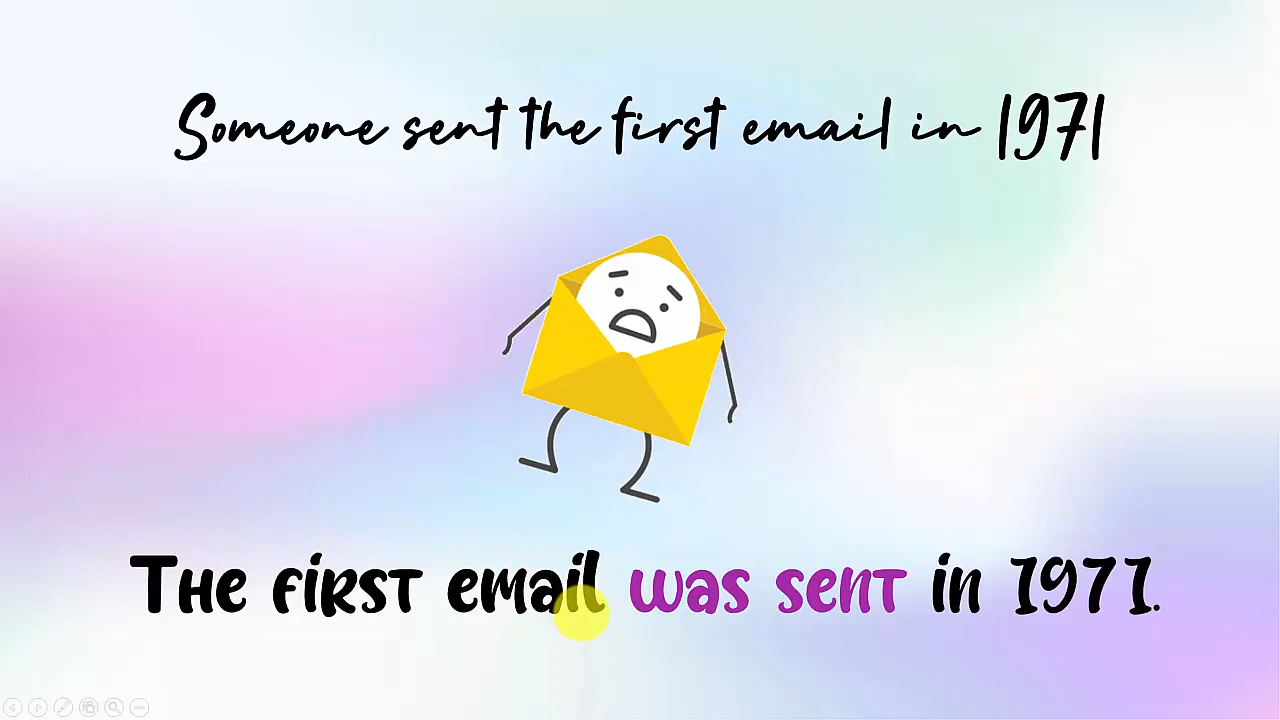 Someone sent the first email in 1971
The first email was sent in 1971.